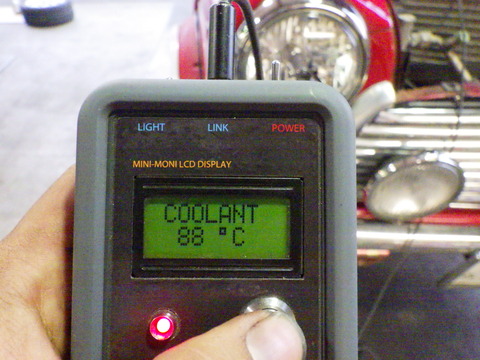 LIGHT LINK POWER
MINI-MONI LCD DISPLAY
COOLANT
88 °C